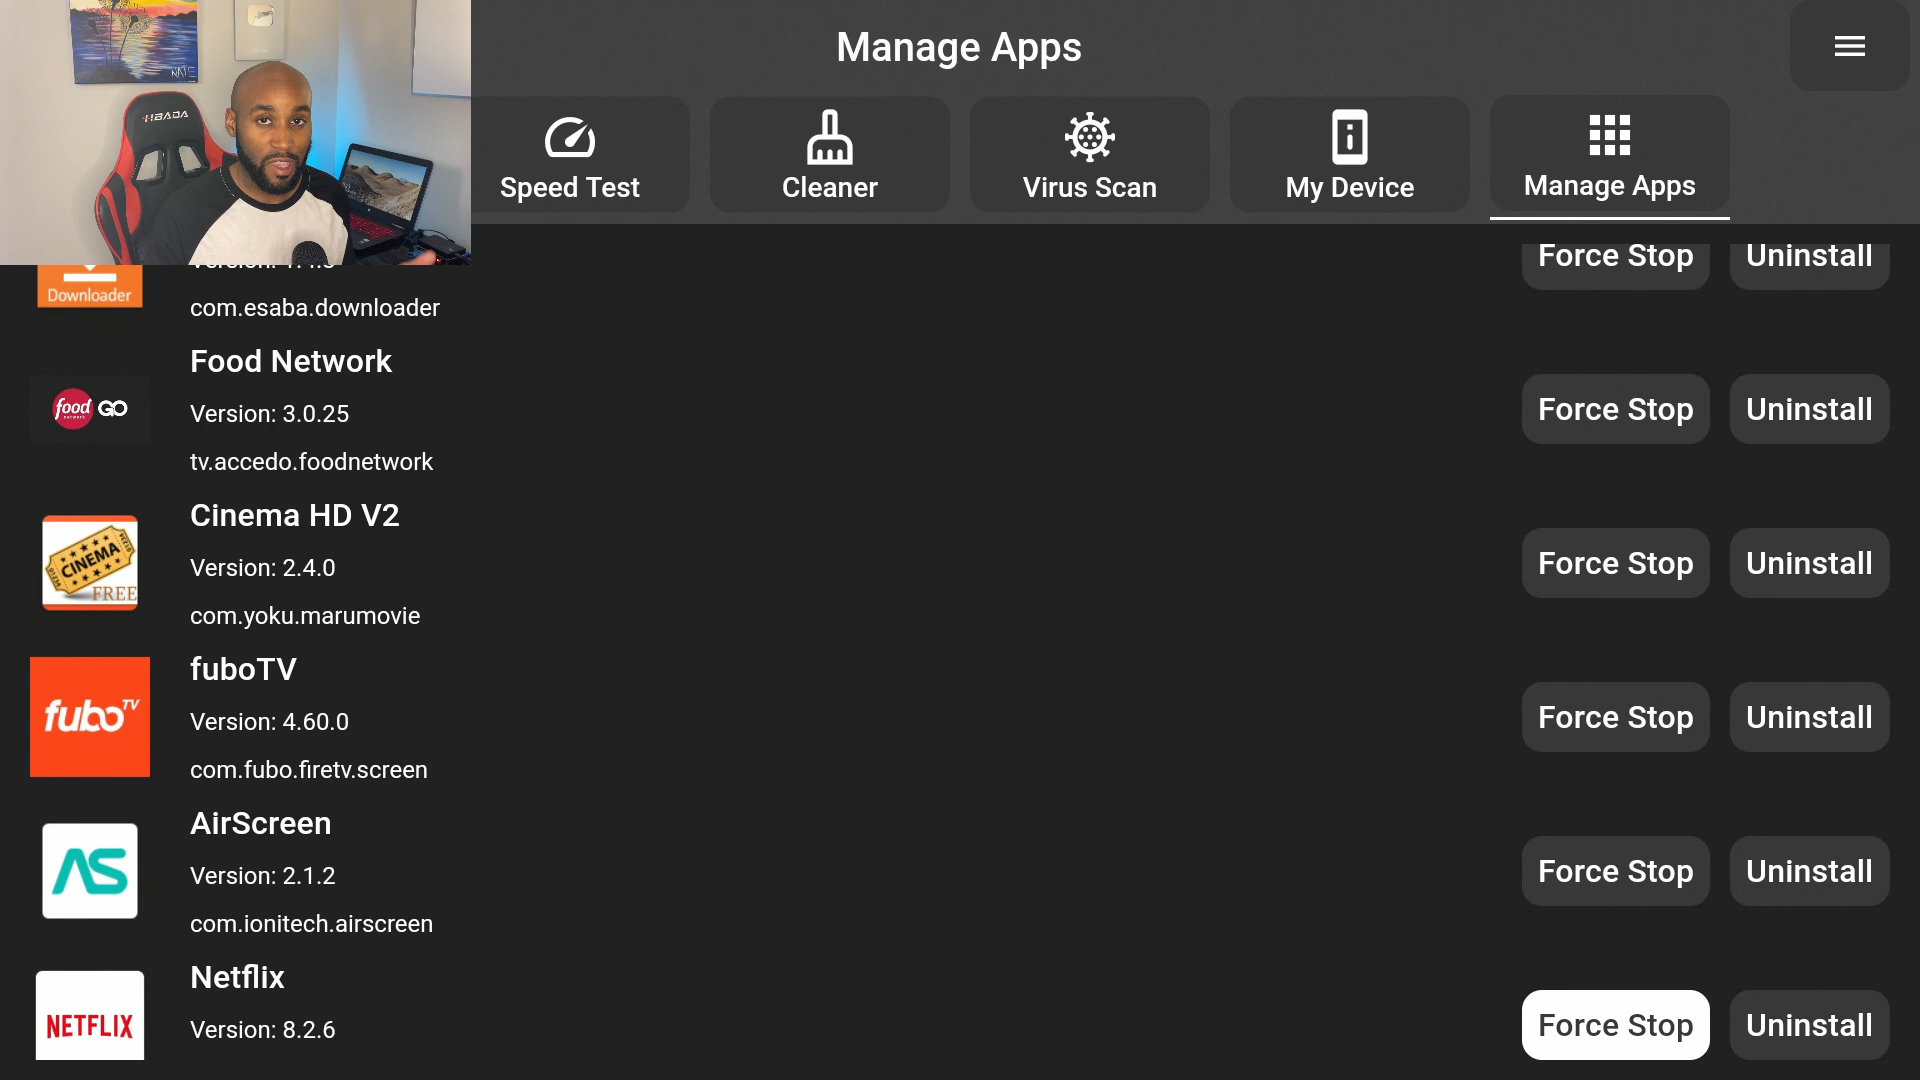 Manage Apps
NATE
HBADA
Speed Test
Cleaner
Virus Scan
My Device
Manage Apps
Downloader
com.esaba.downloader
Force Stop
Uninstall
food
network
GO
Food Network
Version: 3.0.25
tv.accedo.foodnetwork
Force Stop
Uninstall
CINEMA
FREE
Cinema HD V2
Version: 2.4.0
com.yoku.marumovie
Force Stop
Uninstall
fuboTV
fuboTV
Version: 4.60.0
com.fubo.firetv.screen
Force Stop
Uninstall
AS
AirScreen
Version: 2.1.2
com.ionitech.airscreen
Force Stop
Uninstall
NETFLIX
Netflix
Version: 8.2.6
Force Stop
Uninstall